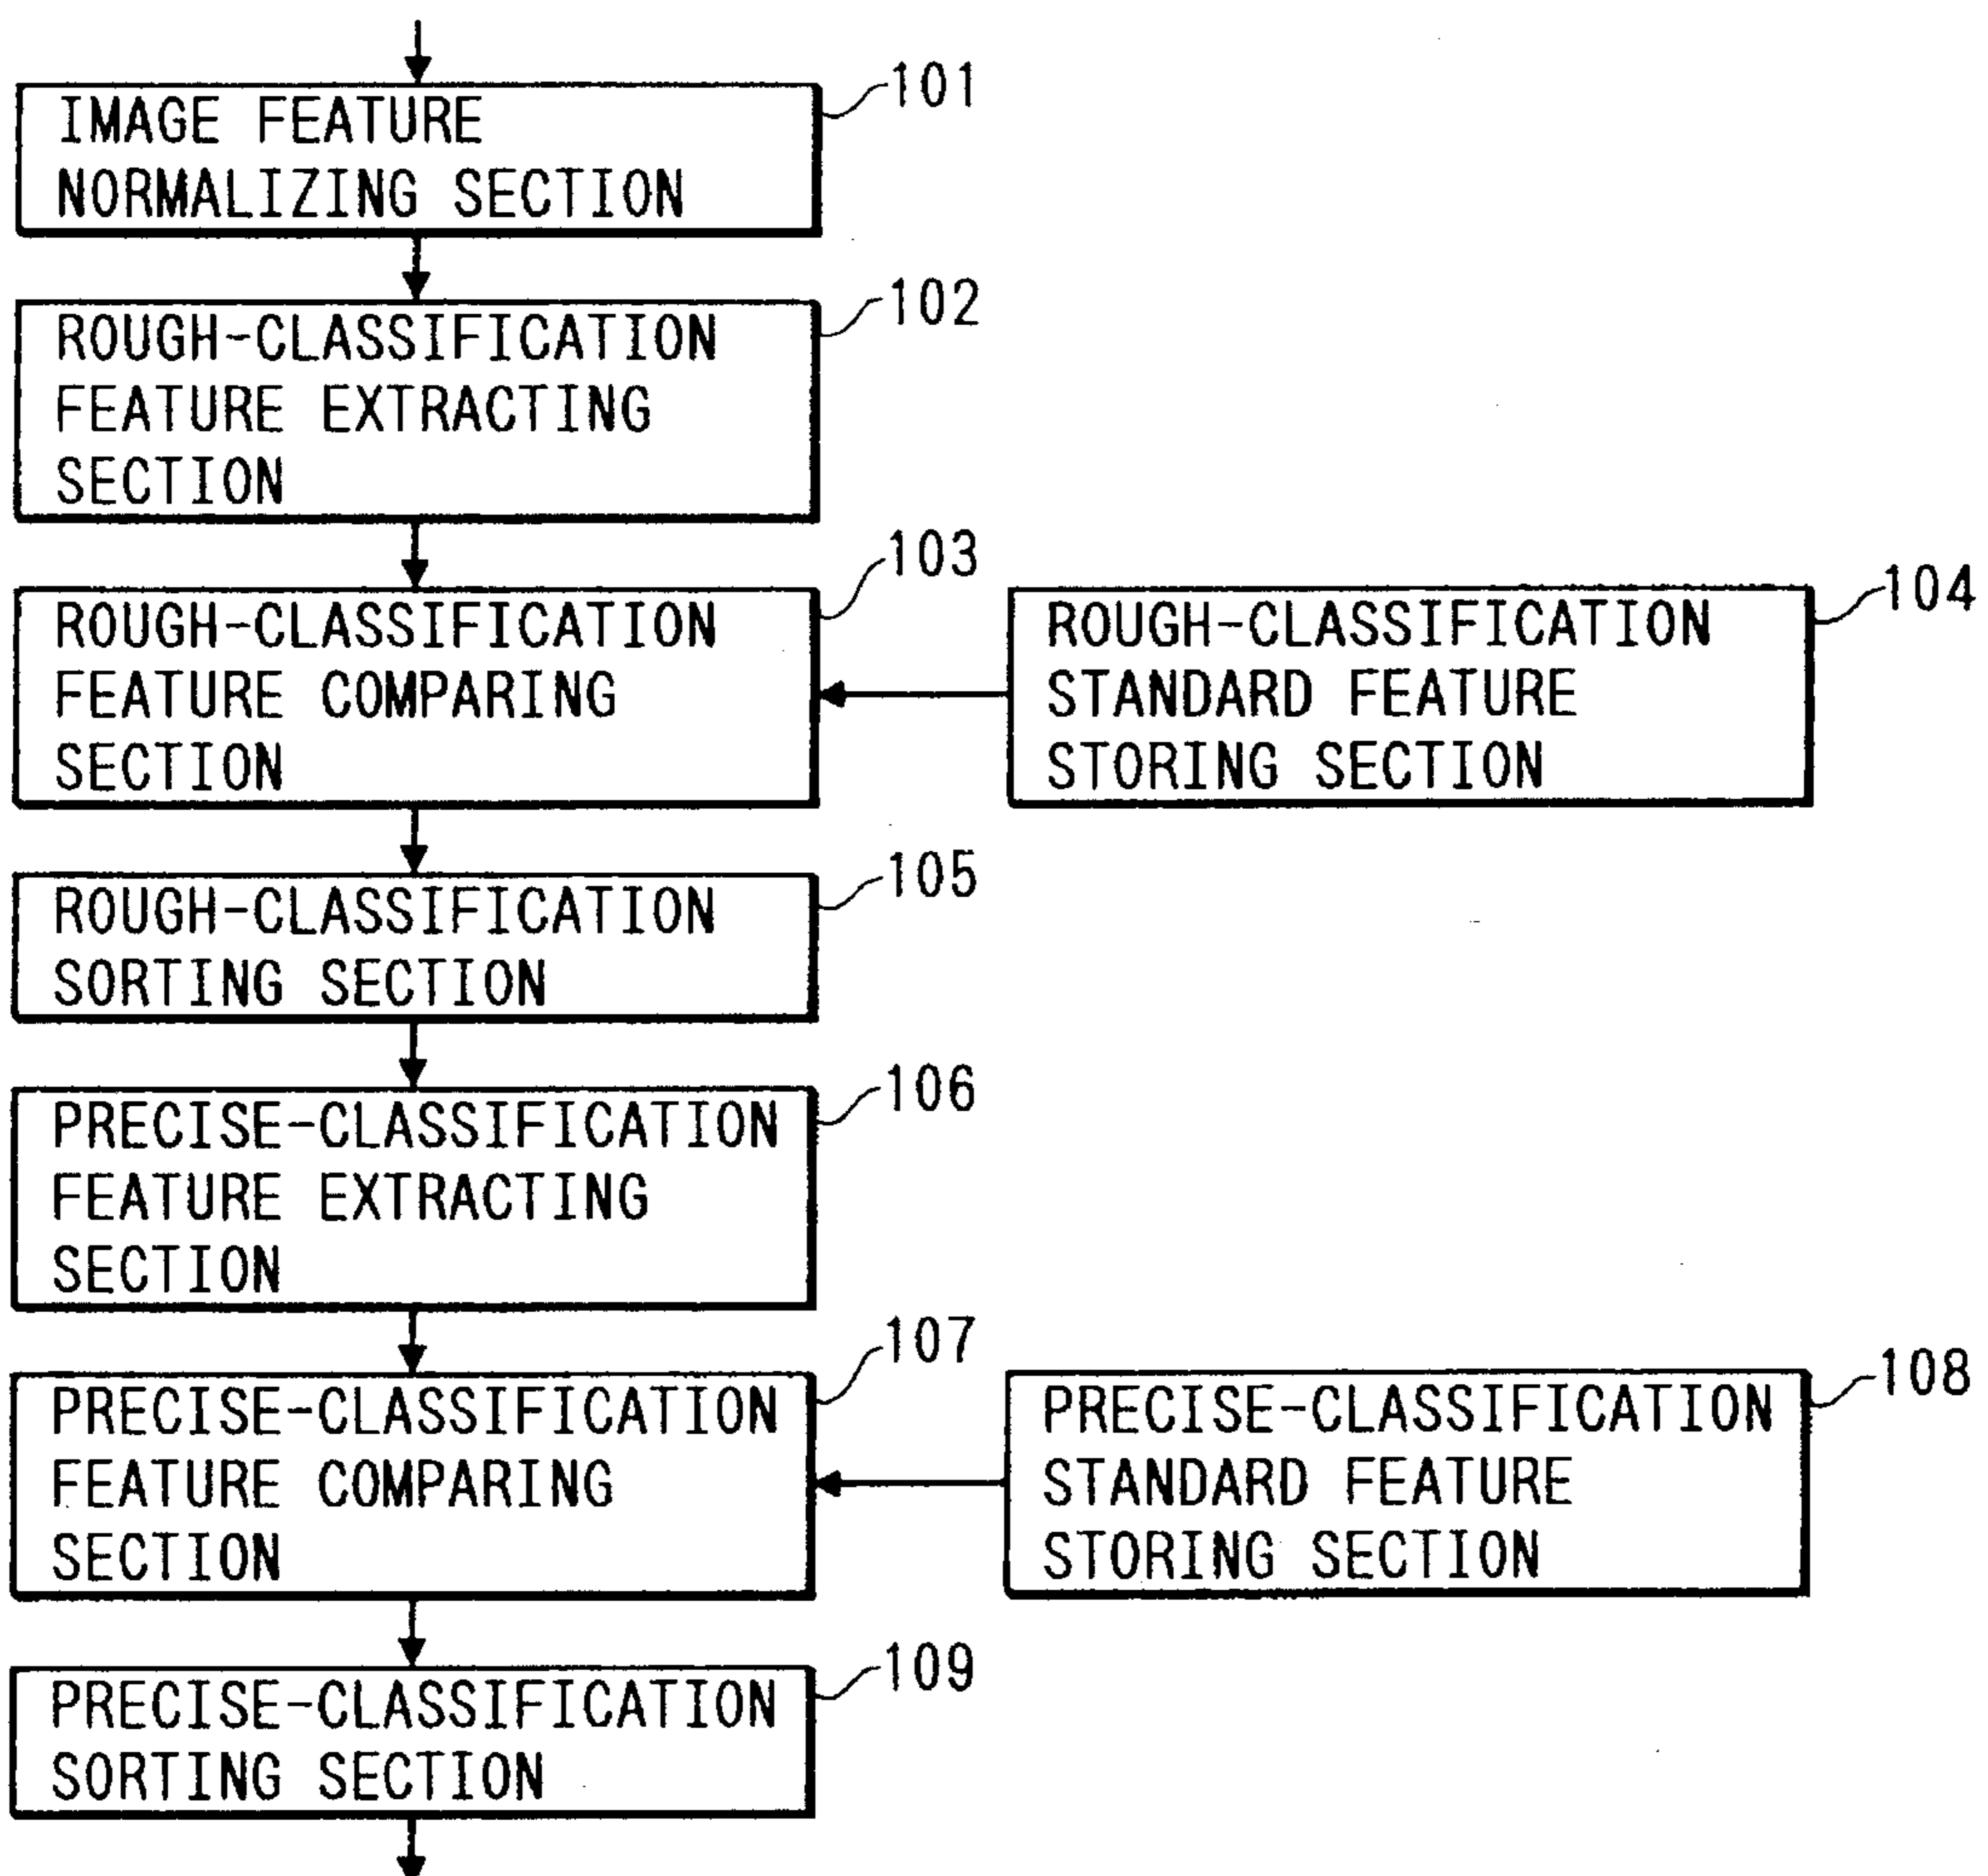 101
IMAGE FEATURE
NORMALIZING SECTION
102
ROUGH-CLASSIFICATION
FEATURE EXTRACTING
SECTION
103
ROUGH-CLASSIFICATION
FEATURE COMPARING
SECTION
104
ROUGH-CLASSIFICATION
STANDARD FEATURE
STORING SECTION
105
ROUGH-CLASSIFICATION
SORTING SECTION
106
PRECISE-CLASSIFICATION
FEATURE EXTRACTING
SECTION
107
PRECISE-CLASSIFICATION
FEATURE COMPARING
SECTION
108
PRECISE-CLASSIFICATION
STANDARD FEATURE
STORING SECTION
109
PRECISE-CLASSIFICATION
SORTING SECTION